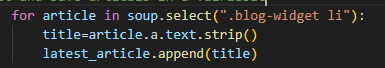 for article in soup.select(".blog-widget li"):
    title=article.a.text.strip()
    latest_article.append(title)